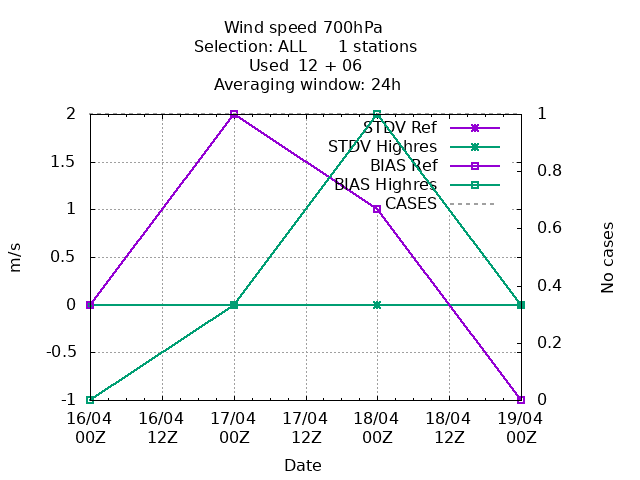 Wind speed 700hPa
Selection: ALL 1 stations
Used 12 + 06
Averaging window: 24h
STDV Ref
STDV Highres
BIAS Ref
BIAS Highres
CASES
2
1.5
1
0.5
0
-0.5
-1
1
0.8
0.6
0.4
0.2
0
m/s
No cases
16/04 16/04 17/04 17/04 18/04 18/04 19/04
00Z 12Z 00Z 12Z 00Z 12Z 00Z
Date